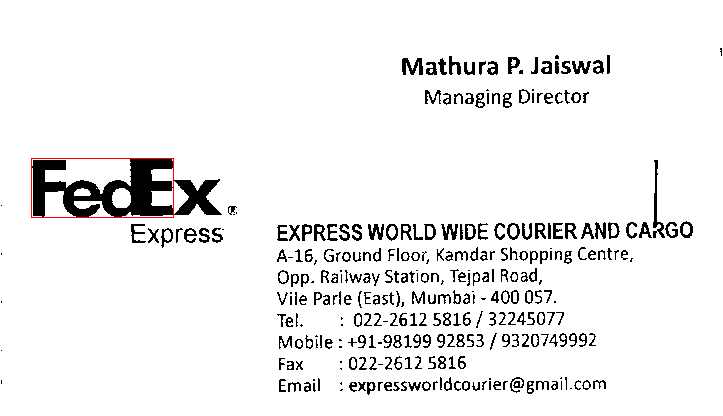 Mathura P. Jaiswal
Managing Director
FedEx®
Express
EXPRESS WORLD WIDE COURIER AND CARGO
A-16, Ground Floor, Kamdar Shopping Centre,
Opp. Railway Station, Tejpal Road,
Vile Parle (East), Mumbai - 400 057.
Tel. : 022-2612 5816 / 32245077
Mobile : +91-98199 92853 / 9320749992
Fax : 022-2612 5816
Email : expressworldcourier@gmail.com